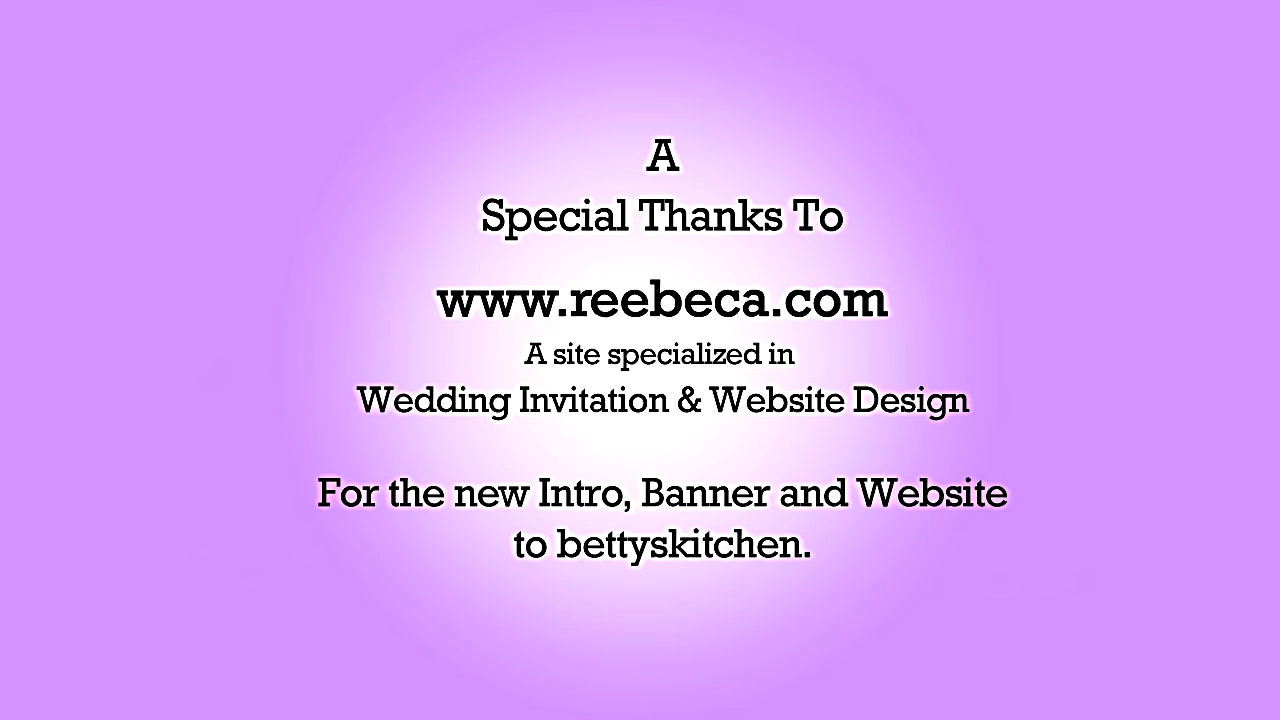 A
Special Thanks To
www.reebeca.com
A site specialized in
Wedding Invitation & Website Design
For the new Intro, Banner and Website
to bettyskitchen.